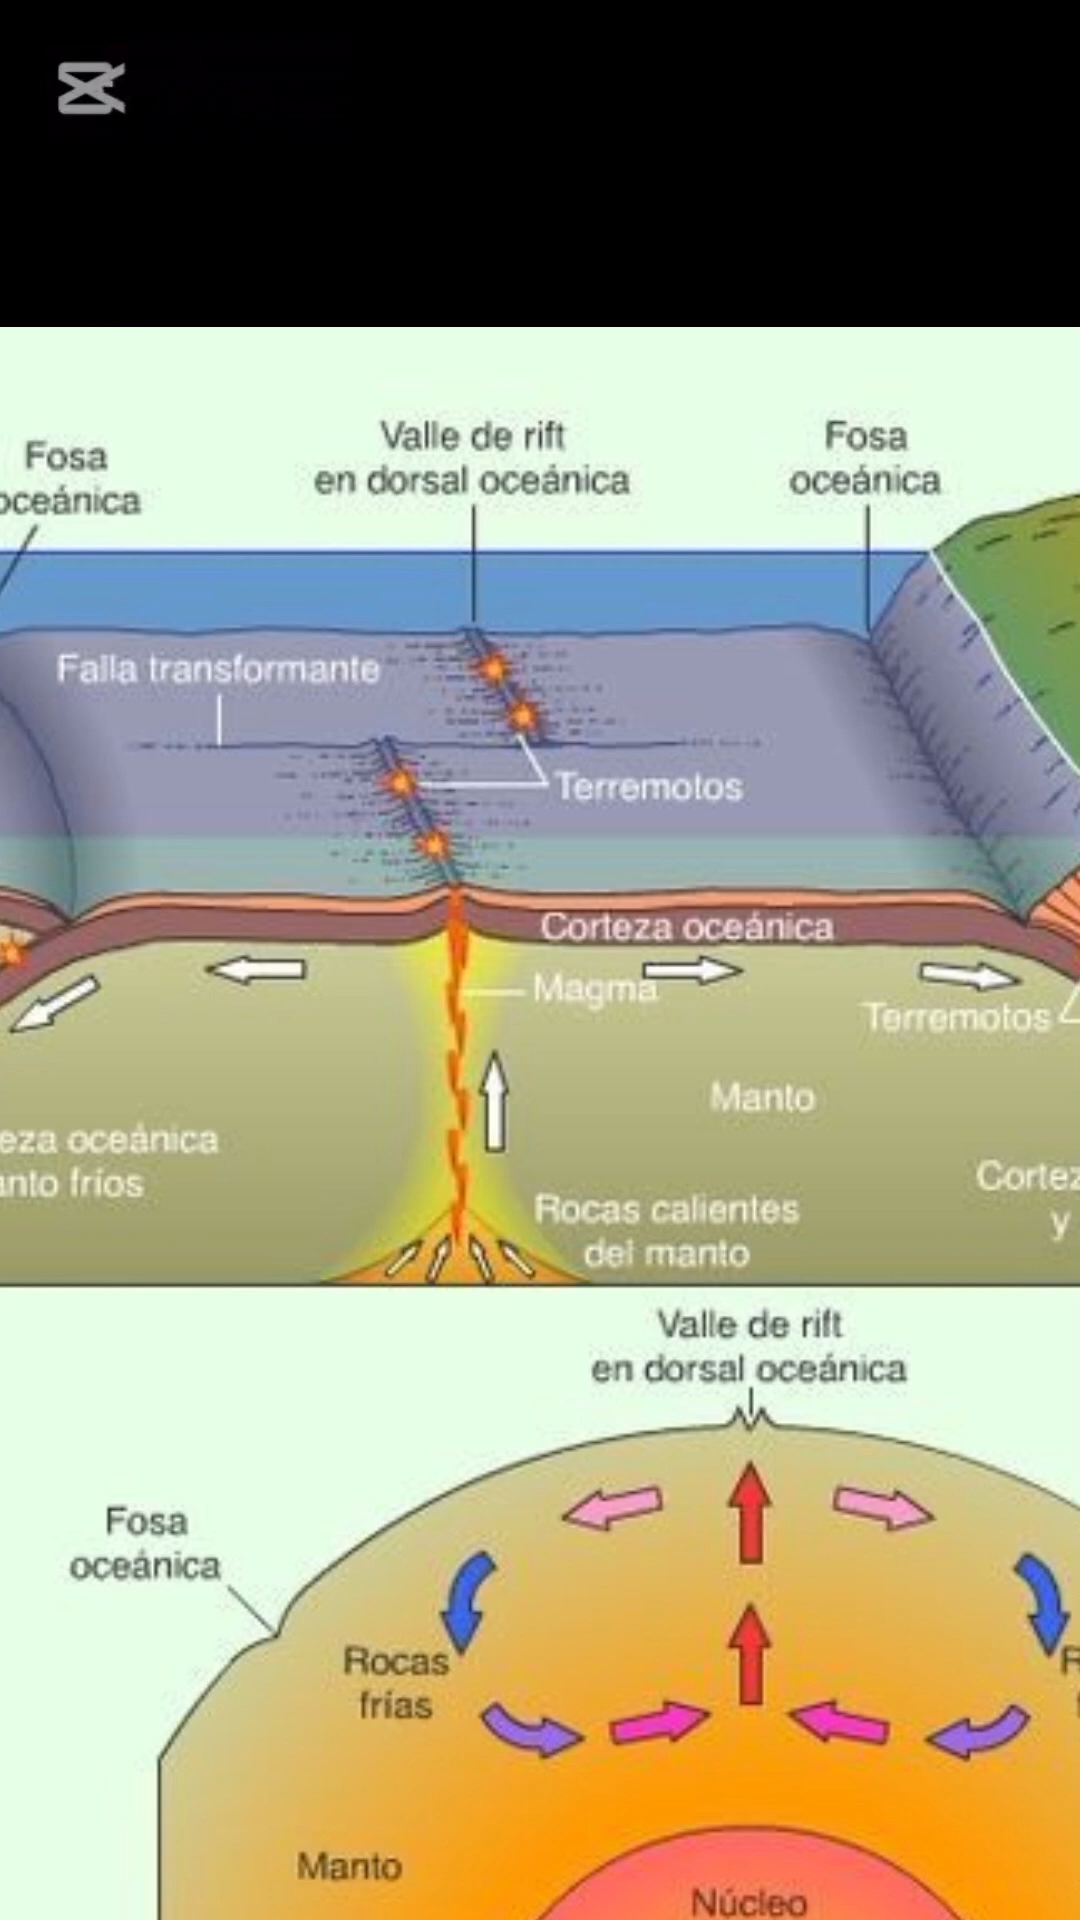 Fosa
oceánica
Valle de rift
en dorsal oceánica
Fosa
oceánica
Falla transformante
Terremotos
Corteza oceánica
Magma
Terremotos
Manto
eza oceánica
anto fríos
Cortez
y
Rocas calientes
del manto
Valle de rift
en dorsal oceánica
Fosa
oceánica
Rocas
frías
R
f
Manto
Núcleo